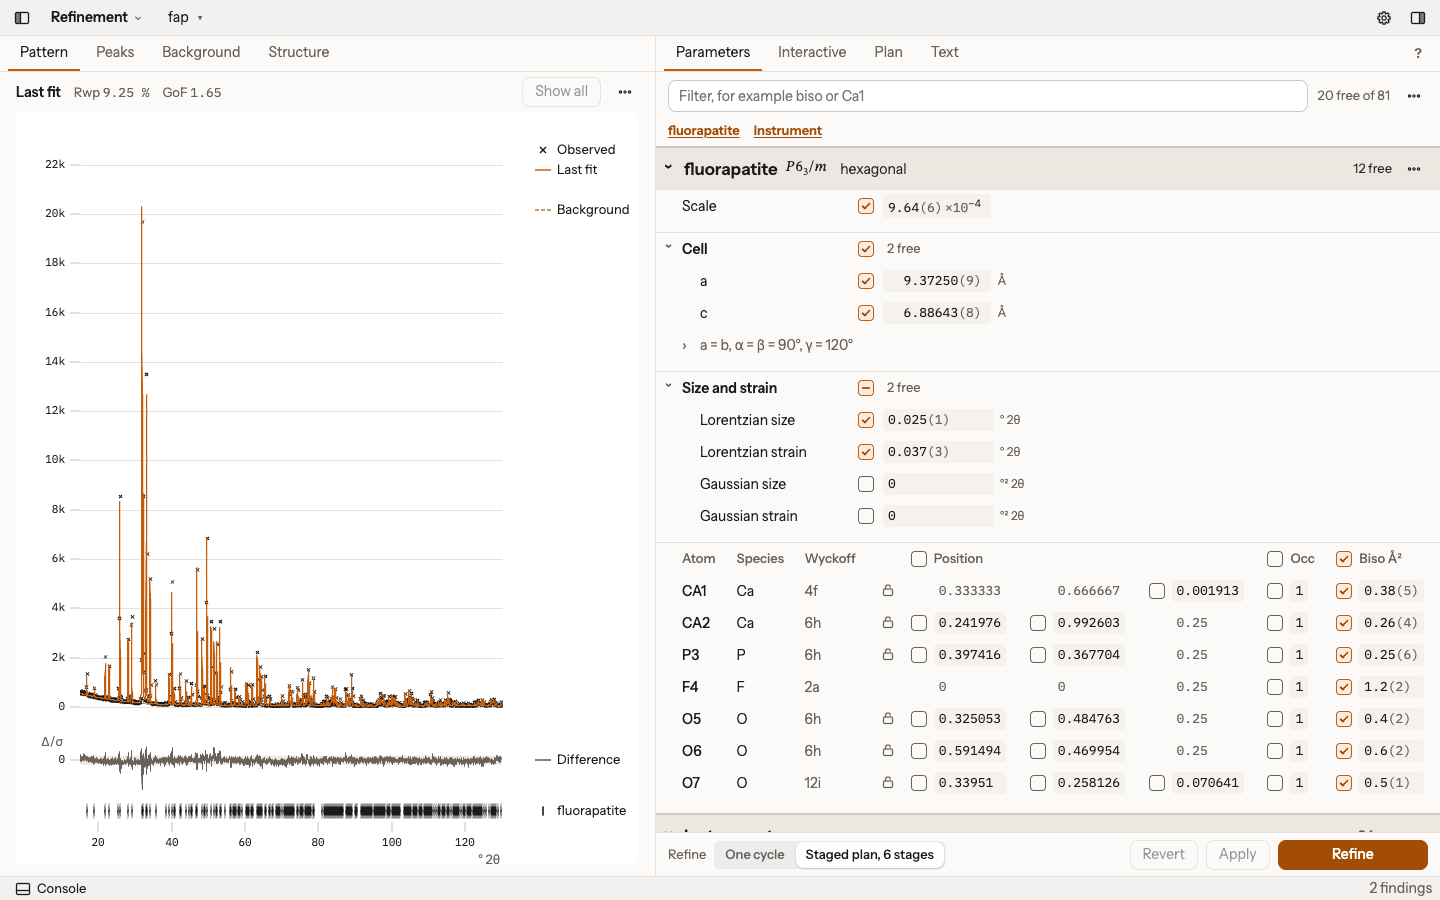 Refinement fap
Pattern Peaks Background Structure
Parameters Interactive Plan Text ?
Last fit Rwp 9.25 % GoF 1.65 Show all
Filter, for example biso or Ca1 20 free of 81
fluorapatite Instrument
Observed
Last fit
Background
22k
20k
18k
16k
14k
12k
10k
8k
6k
4k
2k
0
Δ/σ
0
Difference
fluorapatite
20 40 60 80 100 120
° 2θ
fluorapatite P6₃/m hexagonal 12 free
Scale 9.64(6) ×10⁻⁴
Cell 2 free
a 9.37250(9) Å
c 6.88643(8) Å
a = b, α = β = 90°, γ = 120°
Size and strain 2 free
Lorentzian size 0.025(1) ° 2θ
Lorentzian strain 0.037(3) ° 2θ
Gaussian size 0 °² 2θ
Gaussian strain 0 °² 2θ
Atom Species Wyckoff Position Occ Biso Å²
CA1 Ca 4f 0.333333 0.666667 0.001913 1 0.38(5)
CA2 Ca 6h 0.241976 0.992603 0.25 1 0.26(4)
P3 P 6h 0.397416 0.367704 0.25 1 0.25(6)
F4 F 2a 0 0 0.25 1 1.2(2)
O5 O 6h 0.325053 0.484763 0.25 1 0.4(2)
O6 O 6h 0.591494 0.469954 0.25 1 0.6(2)
O7 O 12i 0.33951 0.258126 0.070641 1 0.5(1)
Refine One cycle Staged plan, 6 stages Revert Apply Refine
Console 2 findings